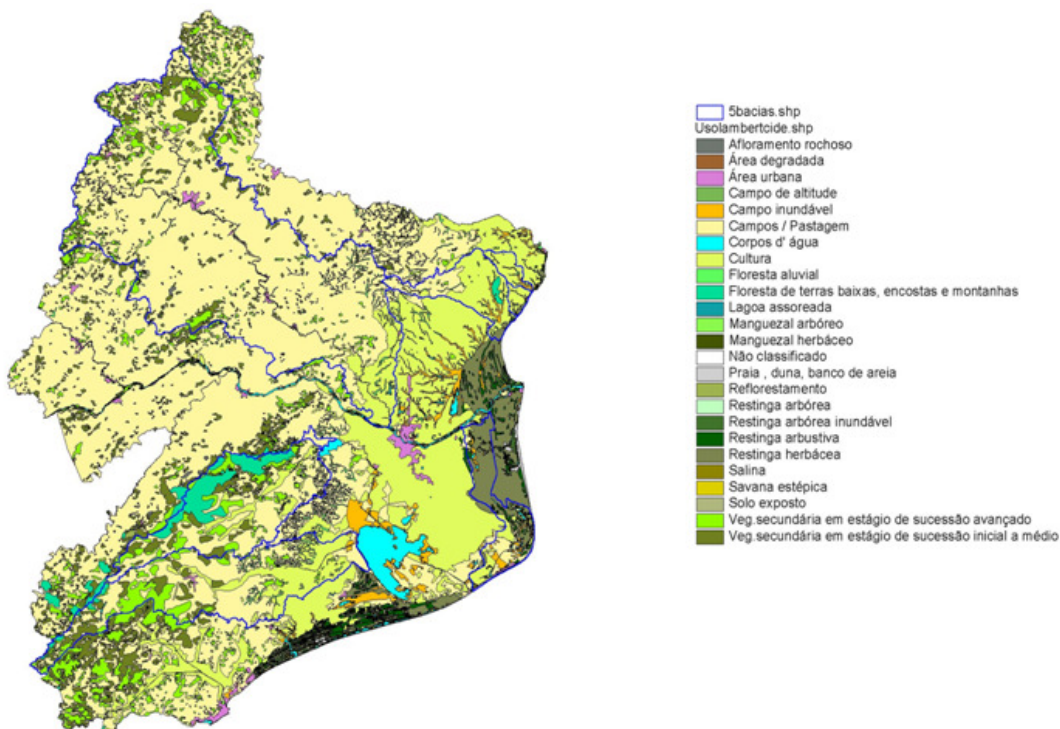 5bacias.shp
Usolambertcide.shp
Afloramento rochoso
Área degradada
Área urbana
Campo de altitude
Campo inundável
Campos / Pastagem
Corpos d' água
Cultura
Floresta aluvial
Floresta de terras baixas, encostas e montanhas
Lagoa assoreada
Manguezal arbóreo
Manguezal herbáceo
Não classificado
Praia , duna, banco de areia
Reflorestamento
Restinga arbórea
Restinga arbórea inundável
Restinga arbustiva
Restinga herbácea
Salina
Savana estépica
Solo exposto
Veg.secundária em estágio de sucessão avançado
Veg.secundária em estágio de sucessão inicial a médio